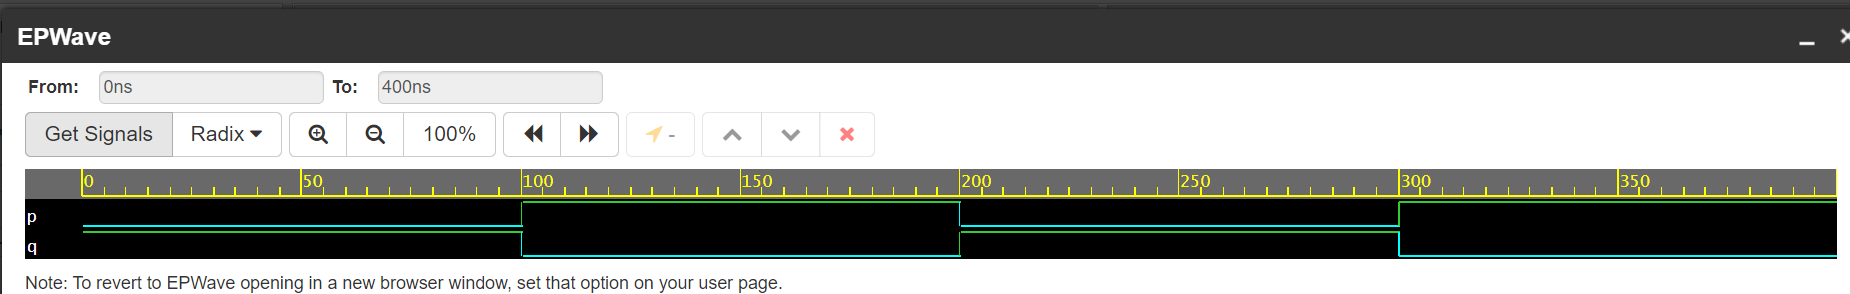 EPWave
From: 0ns To: 400ns
Get Signals Radix 100% -
0 50 100 150 200 250 300 350
p
q
Note: To revert to EPWave opening in a new browser window, set that option on your user page.